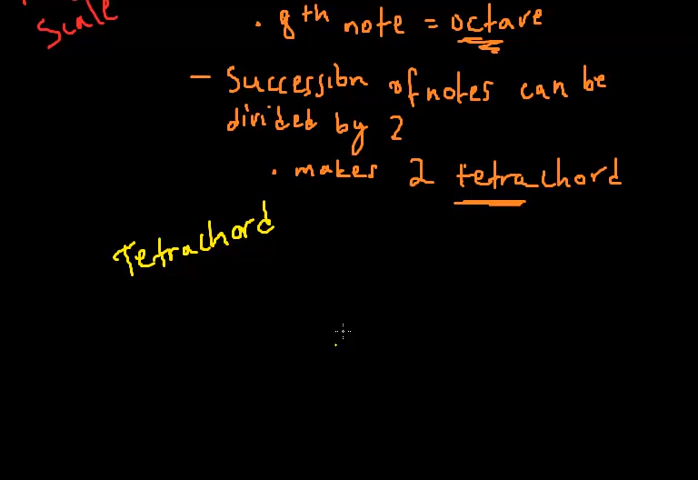 Scale
. 8th note = octave
- Succession of notes can be
divided by 2
. makes 2 tetrachord
Tetrachord